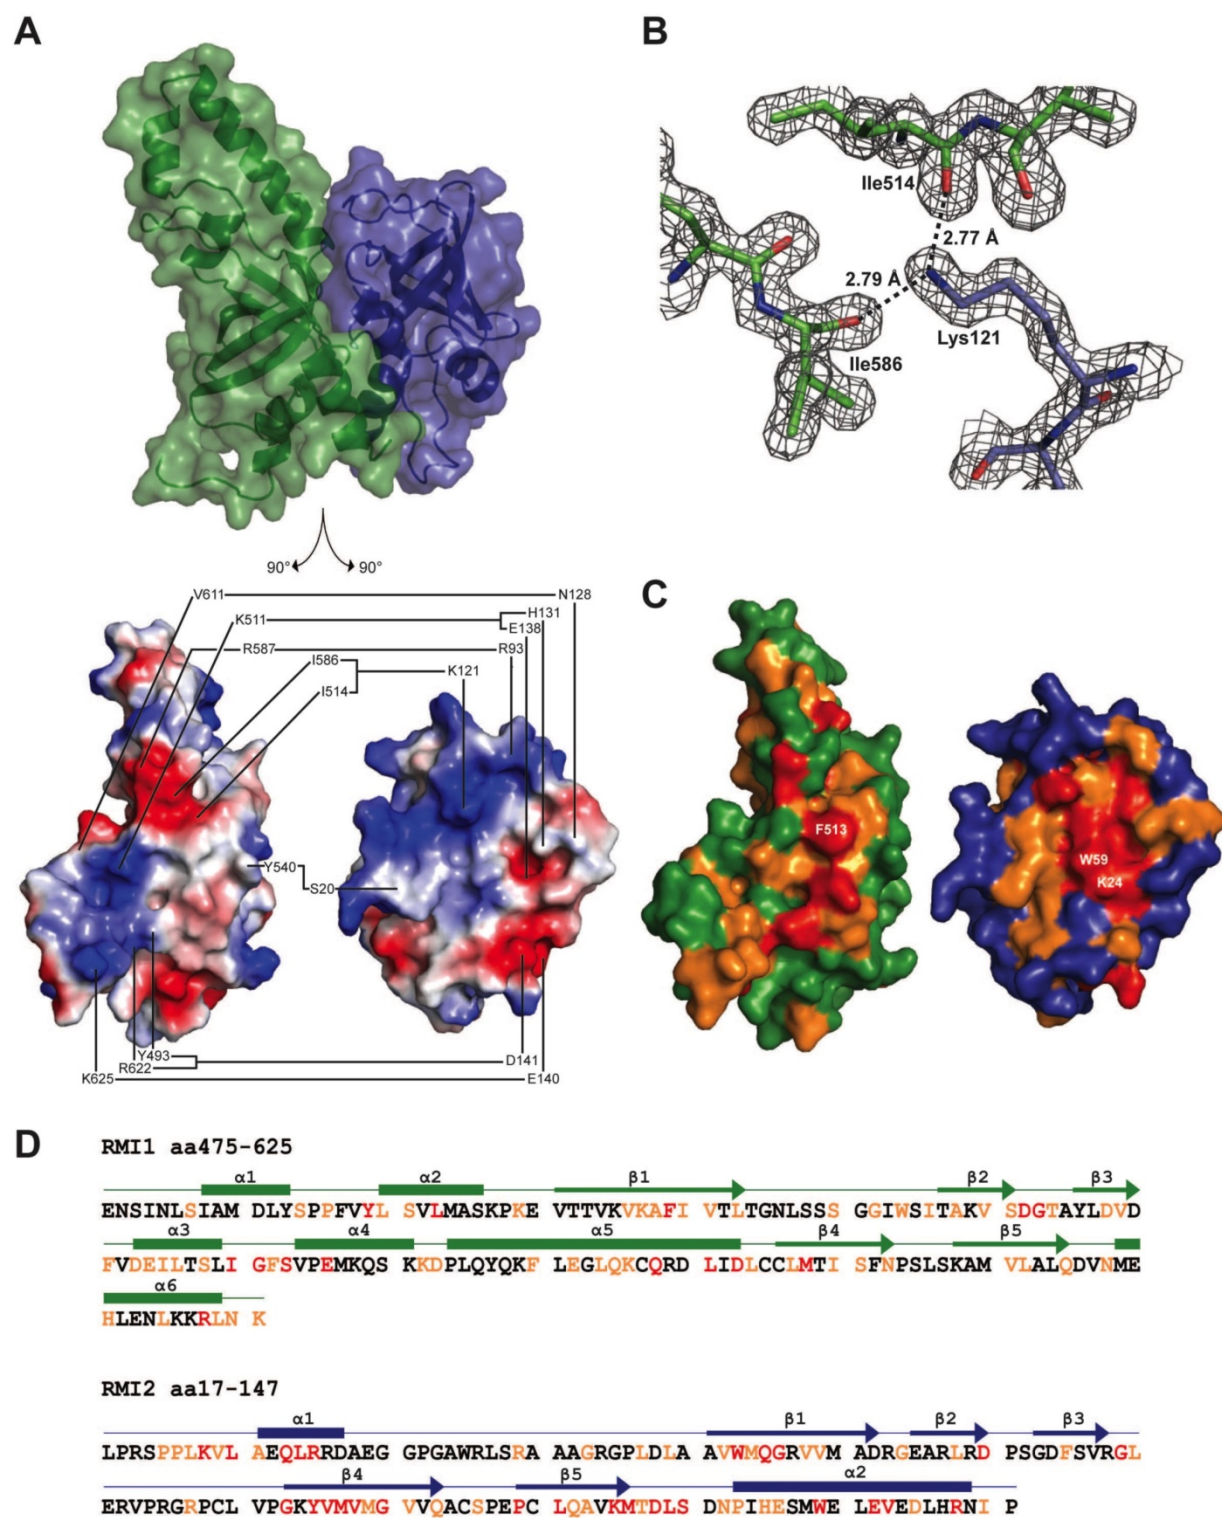 A
B
Ile514
2.77 Å
2.79 Å
Lys121
Ile586
90° 90°
V611 N128
K511 H131
E138
R587 R93
I586
K121
I514
Y540
S20
Y493
R622 D141
K625 E140
C
F513
W59
K24
D
RMI1 aa475-625
α1 α2 β1 β2 β3
ENSINLSIAM DLYSPPFVYL SVLMASKPKE VTTVKVKAFI VTLTGNLSSS GGIWSITAKV SDGTAYLDVD
α3 α4 α5 β4 β5
FVDEILTSLI GFSVPEMKQS KKDPLQYQKF LEGLQKCQRD LIDLCCLMTI SFNPSLSKAM VLALQDVNME
α6
HLENLKKRLN K
RMI2 aa17-147
α1 β1 β2 β3
LPRSPPLKVL AEQLRRDAEG GPGAWRLSRA AAGRGPLDLA AVWMQGRVVM ADRGEARLRD PSGDFSVRGL
β4 β5 α2
ERVPRGRPCL VPGKYVMVMG VVQACSPEPC LQAVKMTDLS DNPIHESMWE LEVEDLHRNI P